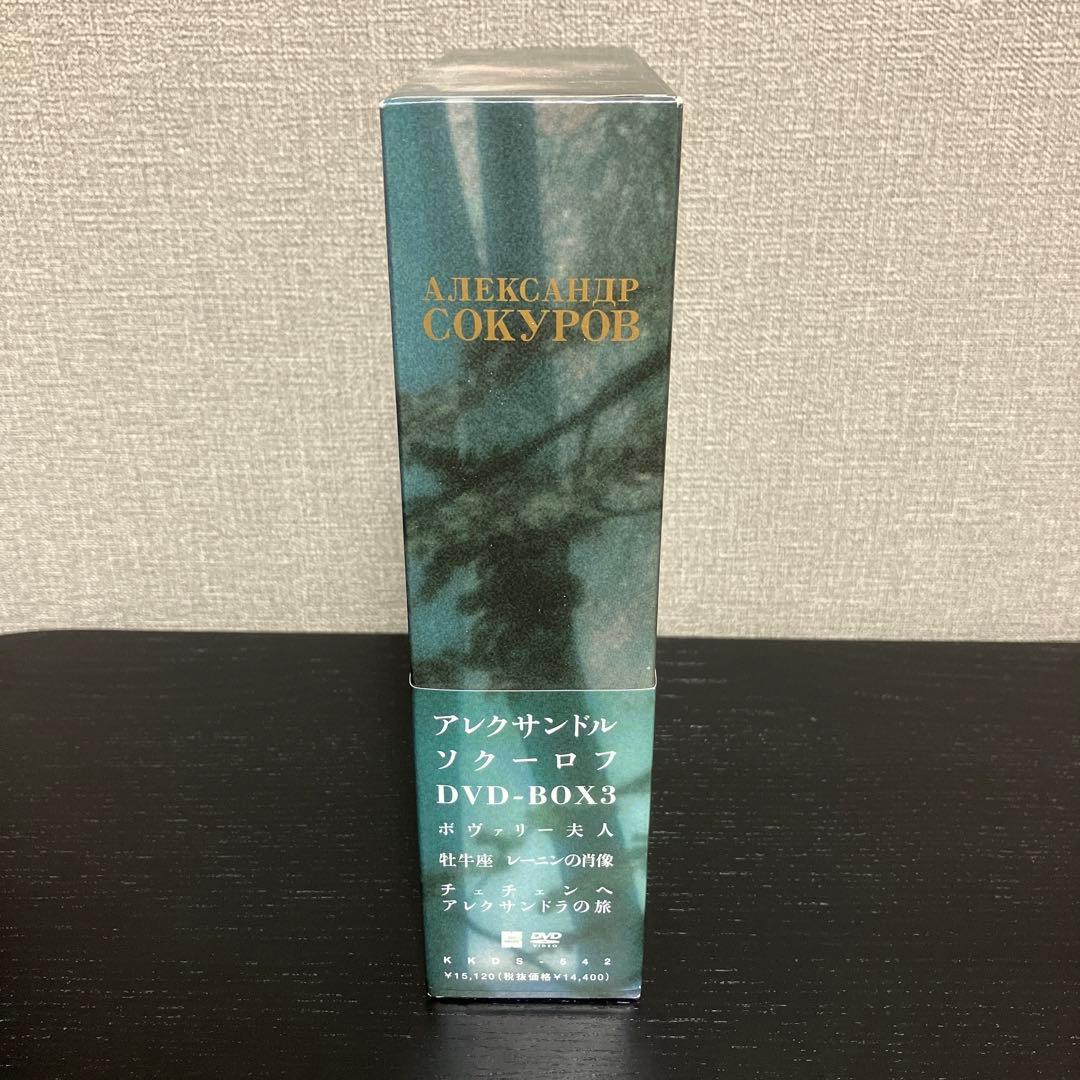 АЛЕКСАНДР
СОКУРОВ
アレクサンドル
ソクーロフ
DVD-BOX3
ボヴァリー夫人
牡牛座 レーニンの肖像
チェチェンへ
アレクサンドラの旅
DVD
VIDEO
KKDS-542
¥15,120(税抜価格¥14,400)